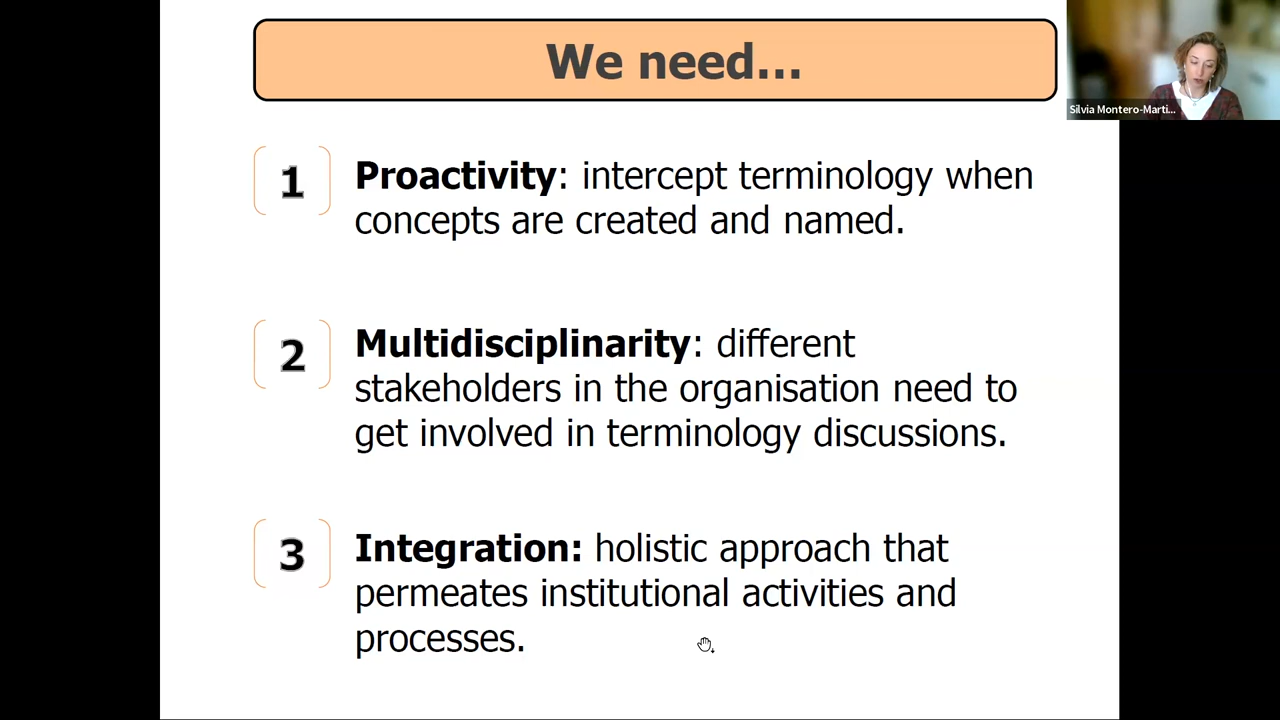 We need...
Silvia Montero-Marti...
1
Proactivity: intercept terminology when
concepts are created and named.
2
Multidisciplinarity: different
stakeholders in the organisation need to
get involved in terminology discussions.
3
Integration: holistic approach that
permeates institutional activities and
processes.